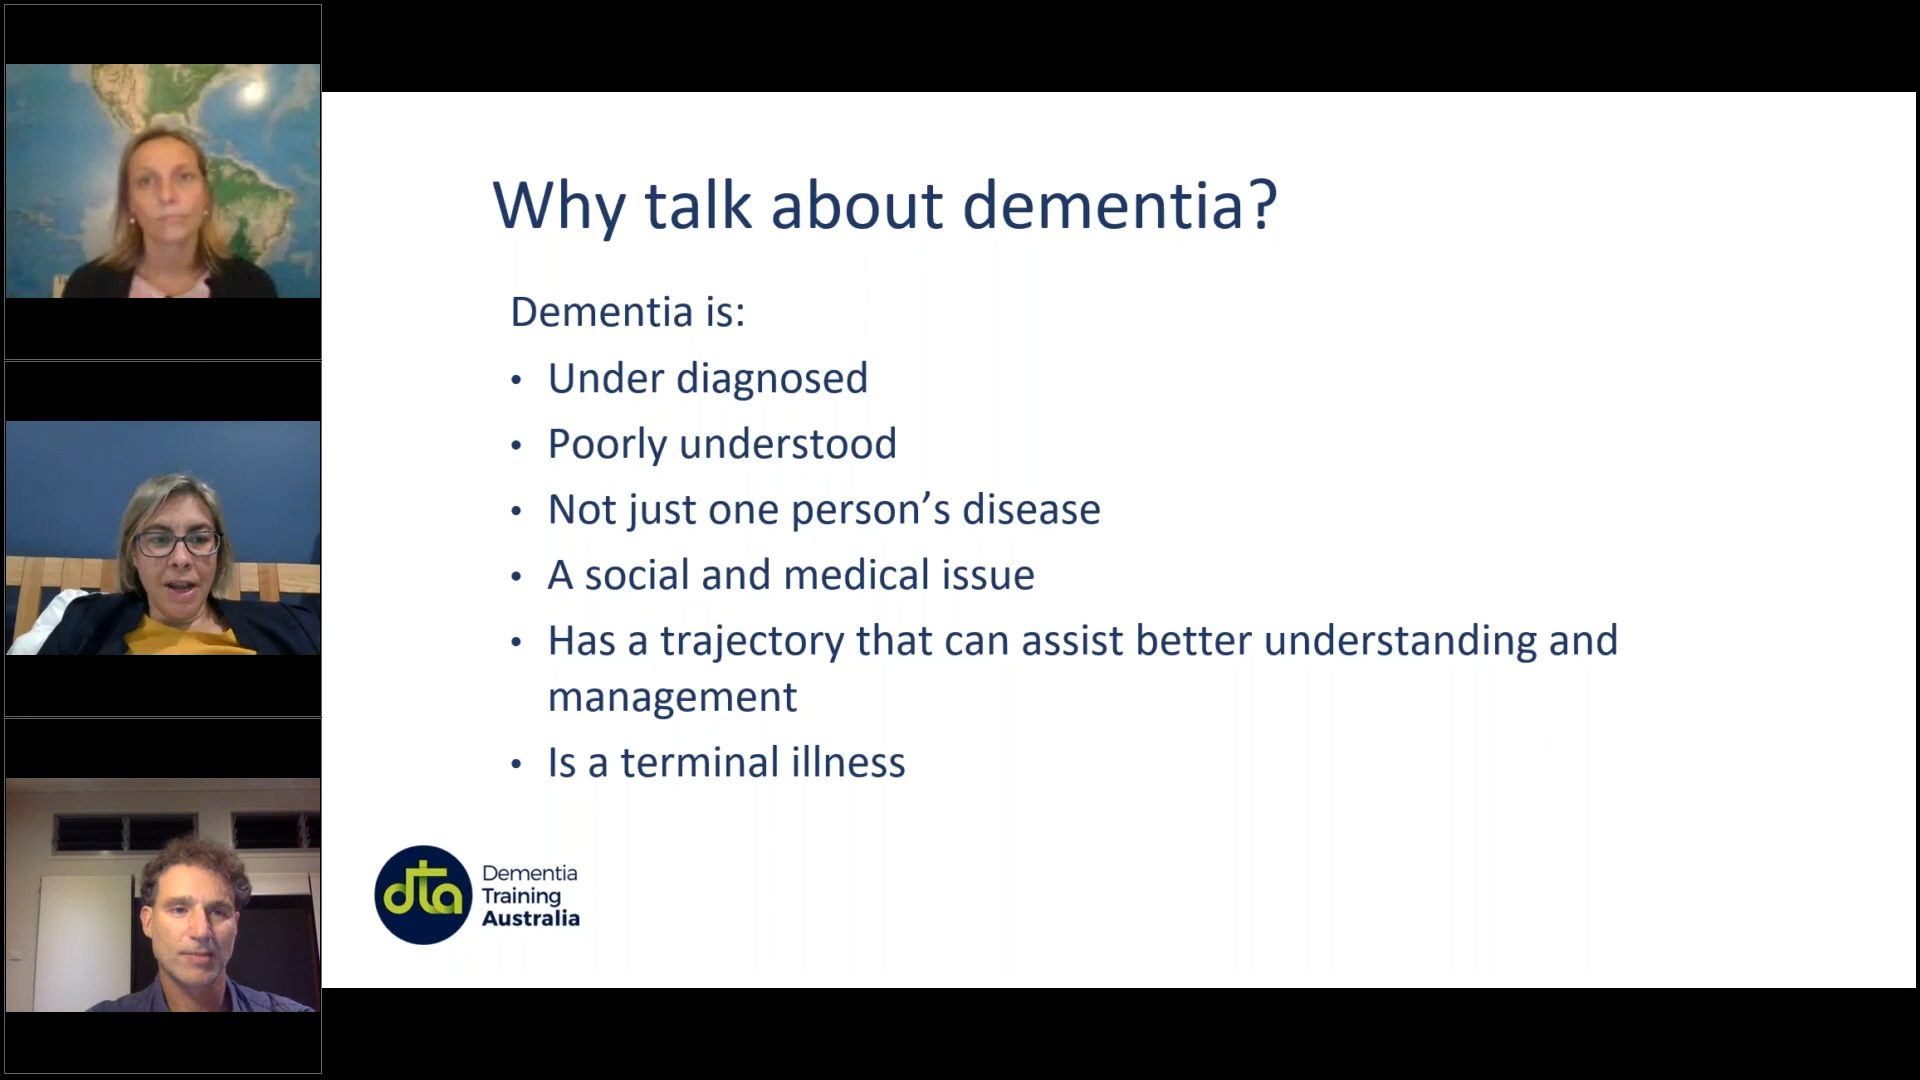 Why talk about dementia?
Dementia is:
• Under diagnosed
• Poorly understood
• Not just one person’s disease
• A social and medical issue
• Has a trajectory that can assist better understanding and
management
• Is a terminal illness
dta
Dementia
Training
Australia